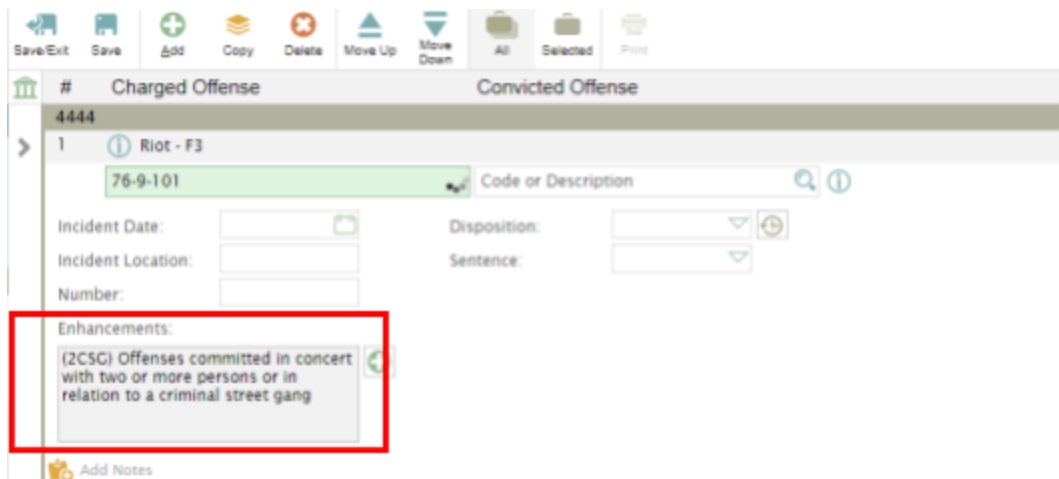 Save/Exit Save Add Copy Delete Move Up Move Down All Selected Print
# Charged Offense Convicted Offense
4444
1 Riot - F3
76-9-101 Code or Description
Incident Date: Disposition:
Incident Location: Sentence:
Number:
Enhancements:
(2CSG) Offenses committed in concert
with two or more persons or in
relation to a criminal street gang
Add Notes